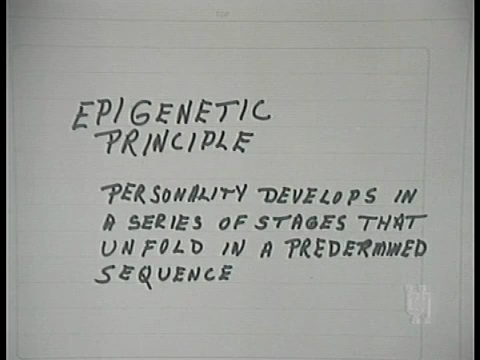 EPIGENETIC
PRINCIPLE
PERSONALITY DEVELOPS IN
A SERIES OF STAGES THAT
UNFOLD IN A PREDERMINED
SEQUENCE